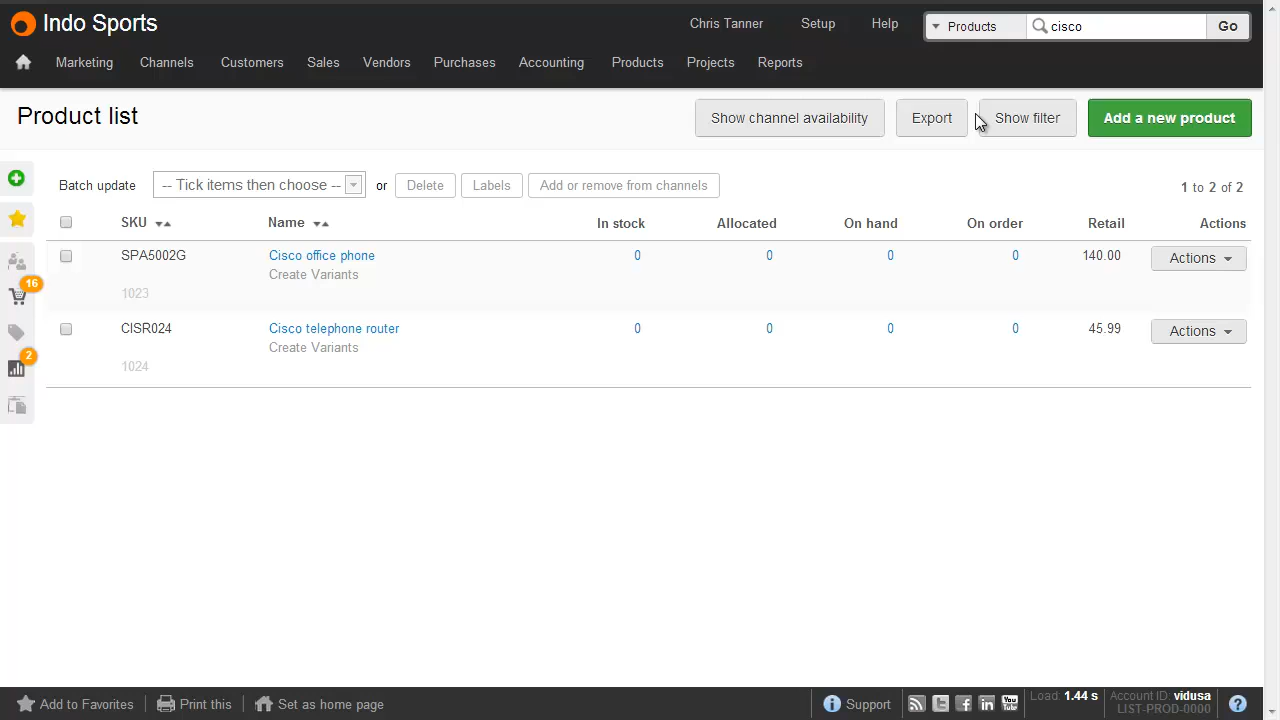 Indo Sports
Chris Tanner Setup Help Products cisco Go
Marketing Channels Customers Sales Vendors Purchases Accounting Products Projects Reports
Product list
Show channel availability Export Show filter Add a new product
Batch update -- Tick items then choose -- or Delete Labels Add or remove from channels 1 to 2 of 2
SKU Name In stock Allocated On hand On order Retail Actions
SPA5002G Cisco office phone 0 0 0 0 140.00 Actions
Create Variants
1023
16
CISR024 Cisco telephone router 0 0 0 0 45.99 Actions
Create Variants
2
1024
Add to Favorites Print this Set as home page Support You Tube Load: 1.44 s Account ID: vidusa
LIST-PROD-0000